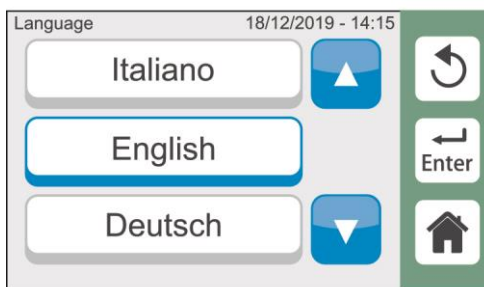 Language 18/12/2019 - 14:15
Italiano
English
Enter
Deutsch